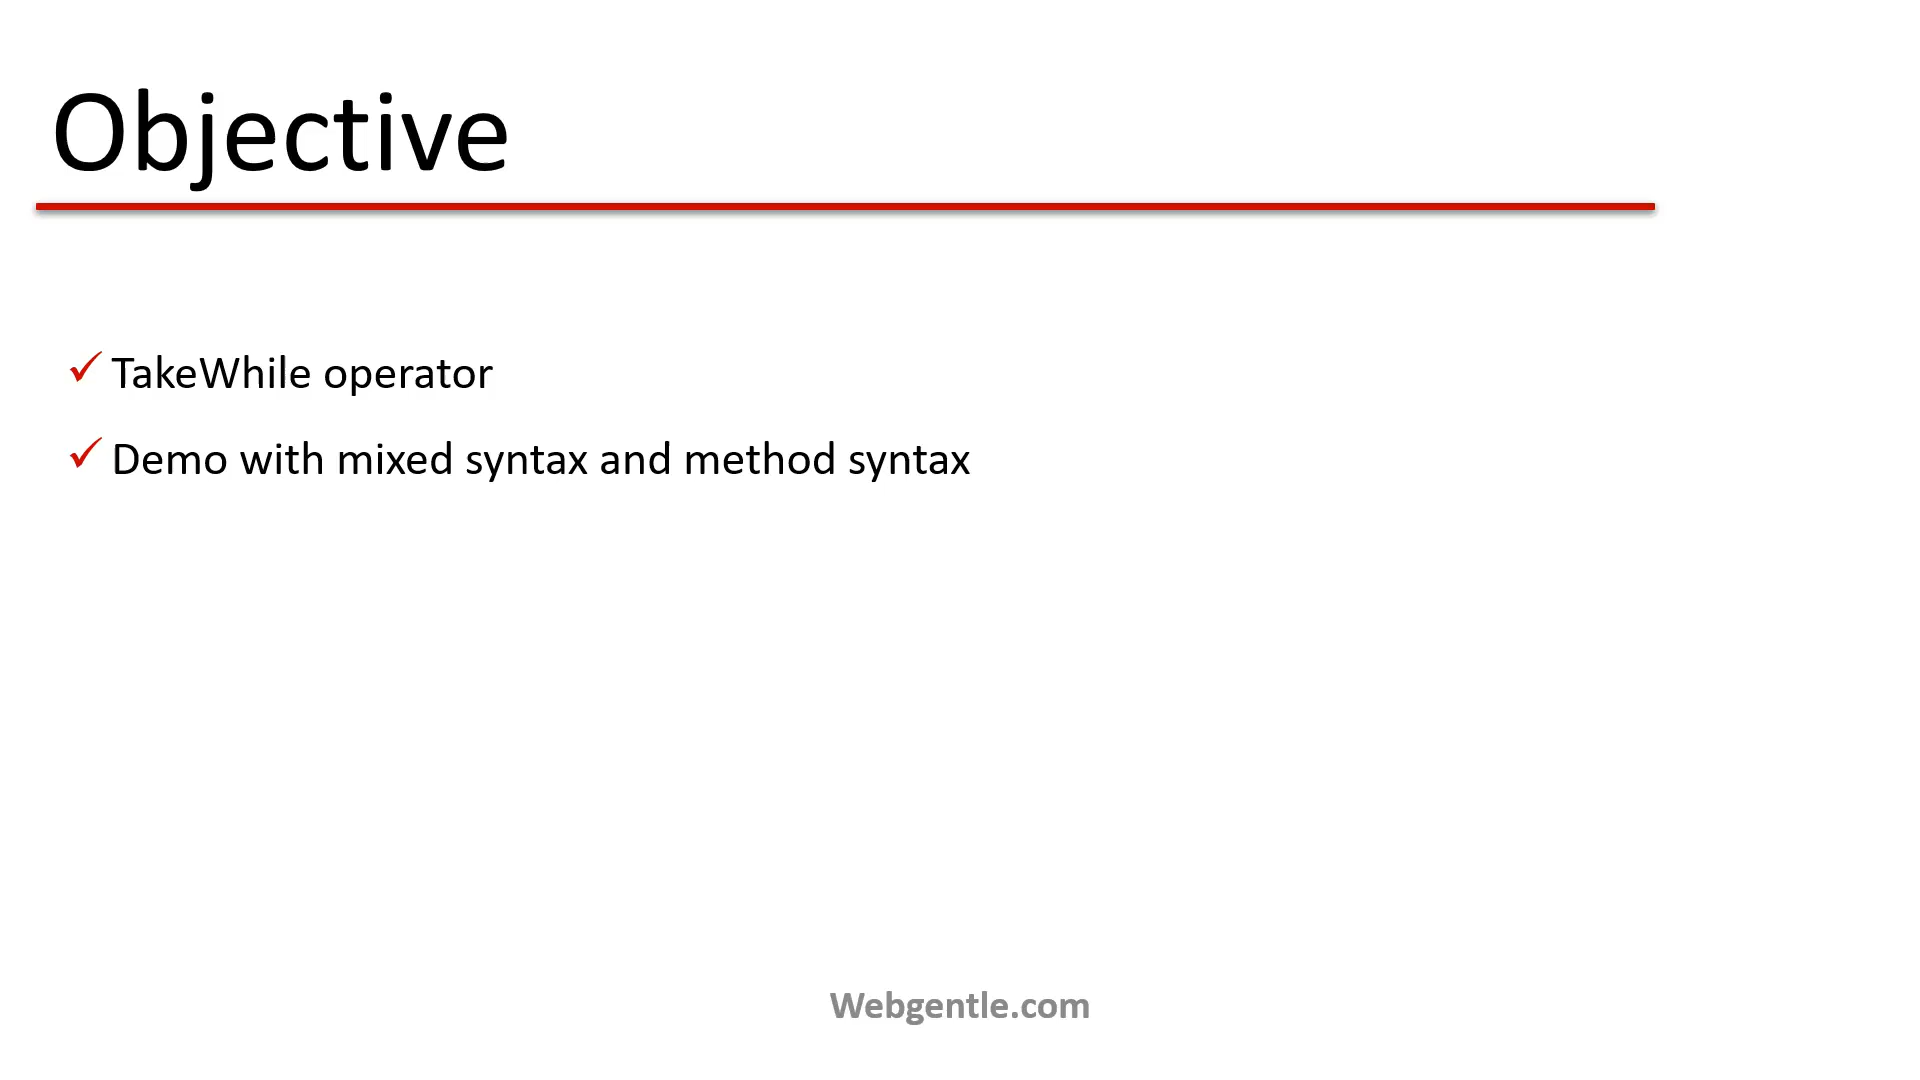 Objective
✓ TakeWhile operator
✓ Demo with mixed syntax and method syntax
Webgentle.com